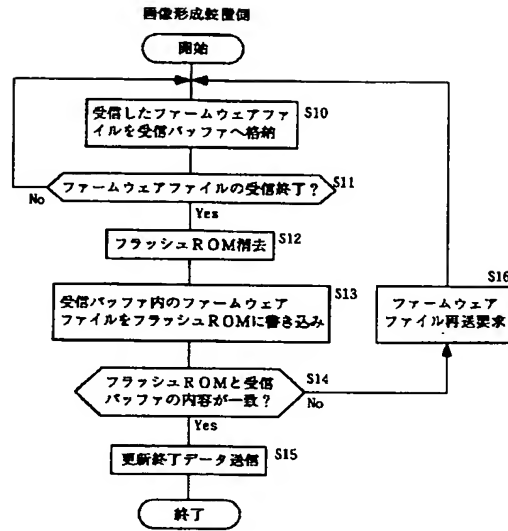 画像形成装置側
開始
受信したファームウェアファ
イルを受信バッファへ格納
S10
ファームウェアファイルの受信終了？
S11
No
Yes
フラッシュROM消去
S12
受信バッファ内のファームウェア
ファイルをフラッシュROMに書き込み
S13
フラッシュROMと受信
バッファの内容が一致？
S14
No
Yes
ファームウェア
ファイル再送要求
S16
更新終了データ送信
S15
終了